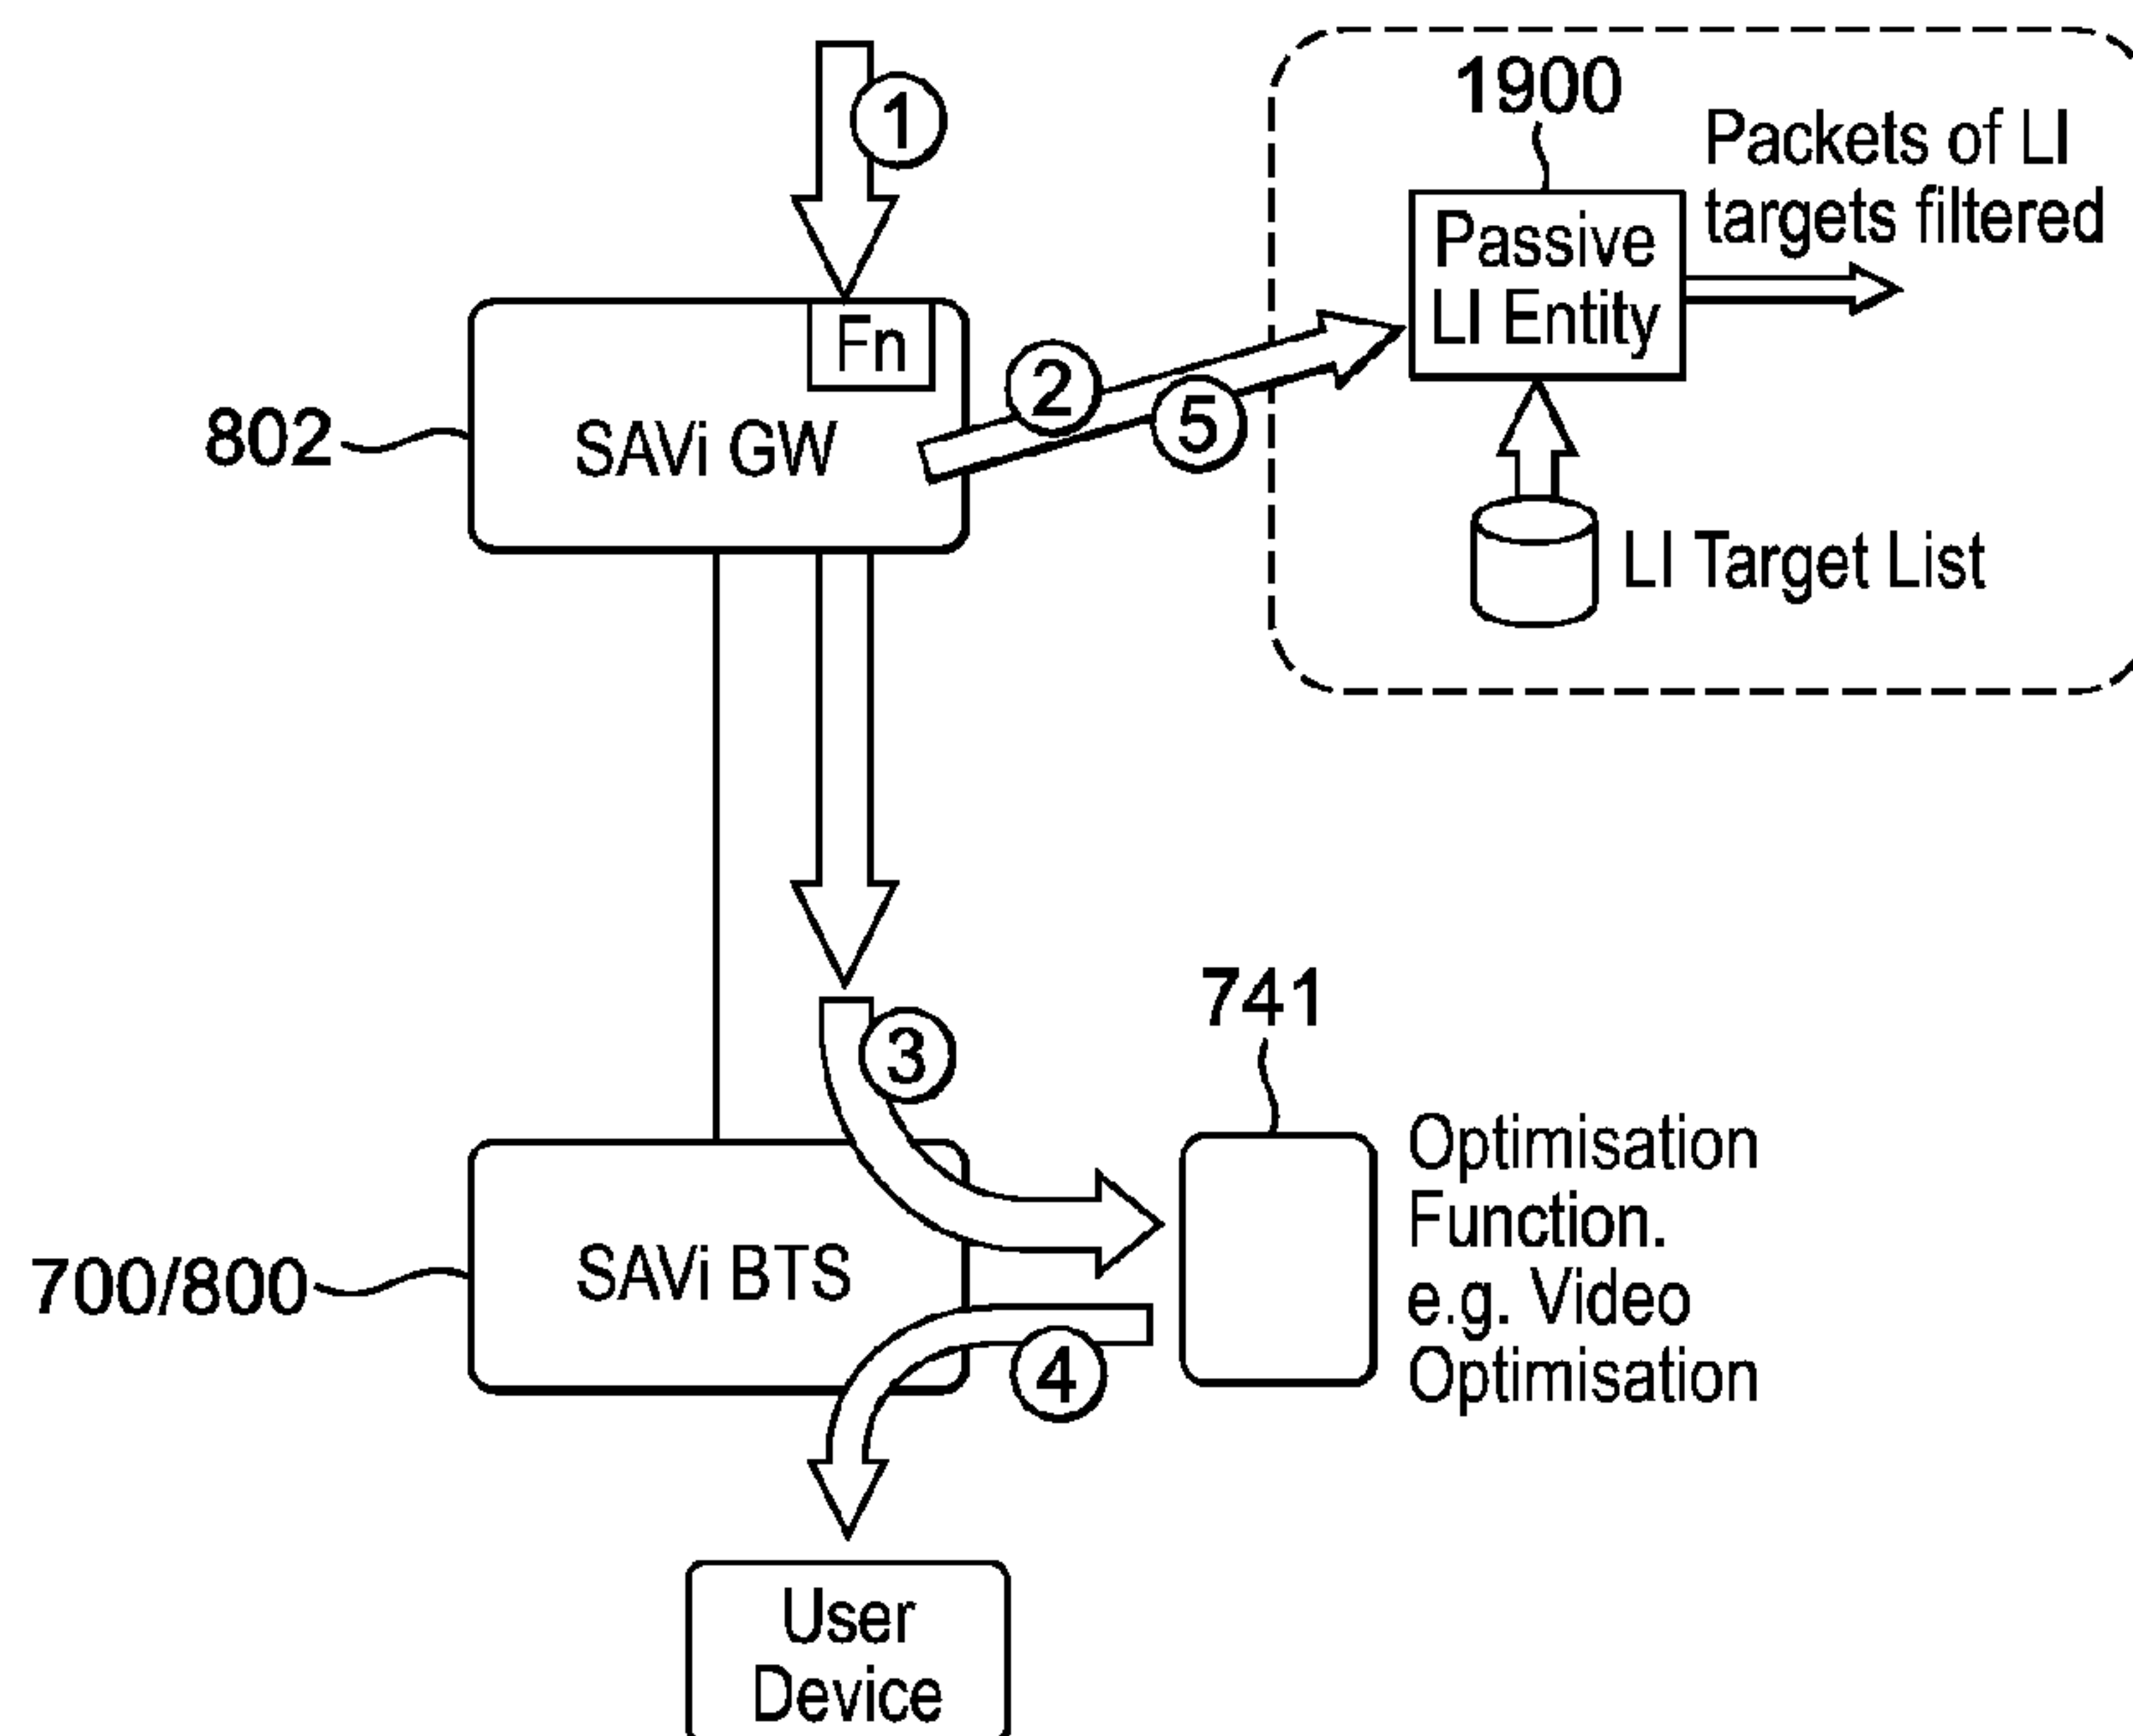 1
1900
Packets of LI
targets filtered
Passive
LI Entity
Fn
2
5
802
SAVi GW
LI Target List
3
741
Optimisation
Function.
e.g. Video
Optimisation
700/800
SAVi BTS
4
User
Device